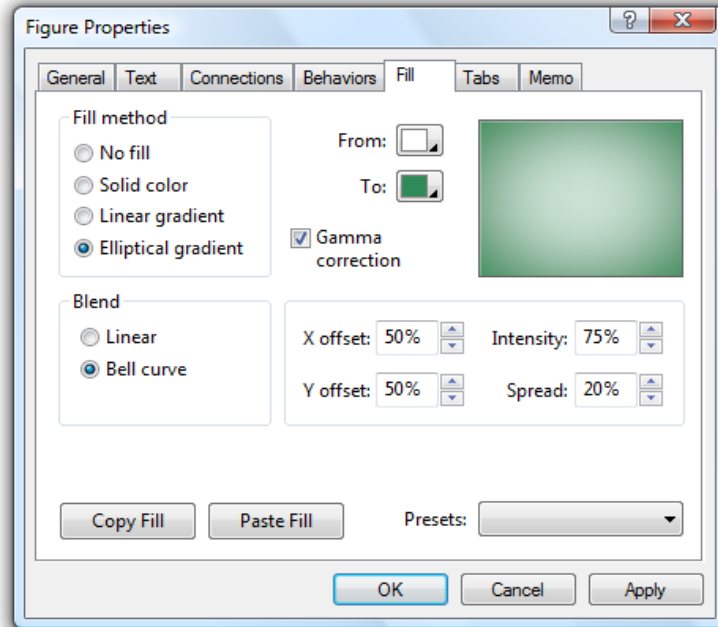 Figure Properties
?
General Text Connections Behaviors Fill Tabs Memo
Fill method
No fill
Solid color
Linear gradient
Elliptical gradient
From:
To:
Gamma
correction
Blend
Linear
Bell curve
X offset: 50% Intensity: 75%
Y offset: 50% Spread: 20%
Copy Fill Paste Fill Presets:
OK Cancel Apply